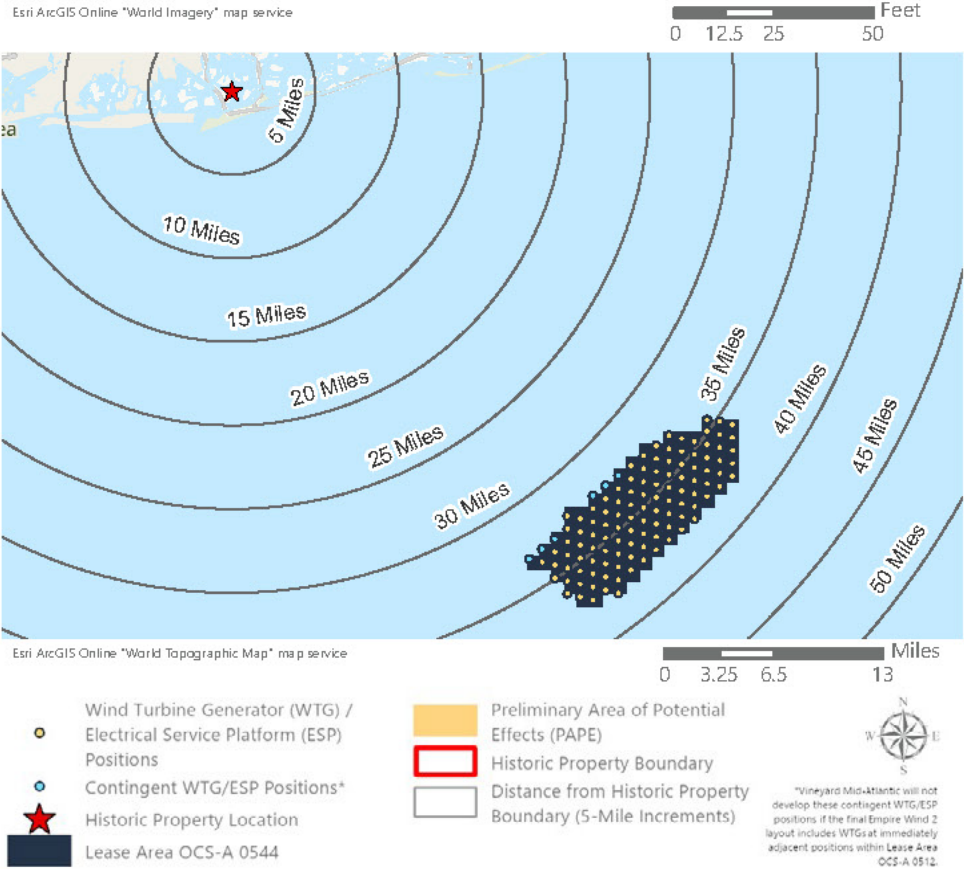 Esri ArcGIS Online "World Imagery" map service
Feet
0 12.5 25 50
ea
5 Miles
10 Miles
15 Miles
20 Miles
25 Miles
30 Miles
35 Miles
40 Miles
45 Miles
50 Miles
Esri ArcGIS Online "World Topographic Map" map service
Miles
0 3.25 6.5 13
Wind Turbine Generator (WTG) /
Electrical Service Platform (ESP)
Positions
Contingent WTG/ESP Positions*
Historic Property Location
Lease Area OCS-A 0544
Preliminary Area of Potential
Effects (PAPE)
Historic Property Boundary
Distance from Historic Property
Boundary (5-Mile Increments)
N
W E
S
*Vineyard Mid-Atlantic will not
develop these contingent WTG/ESP
positions if the final Empire Wind 2
layout includes WTGs at immediately
adjacent positions within Lease Area
OCS-A 0512.